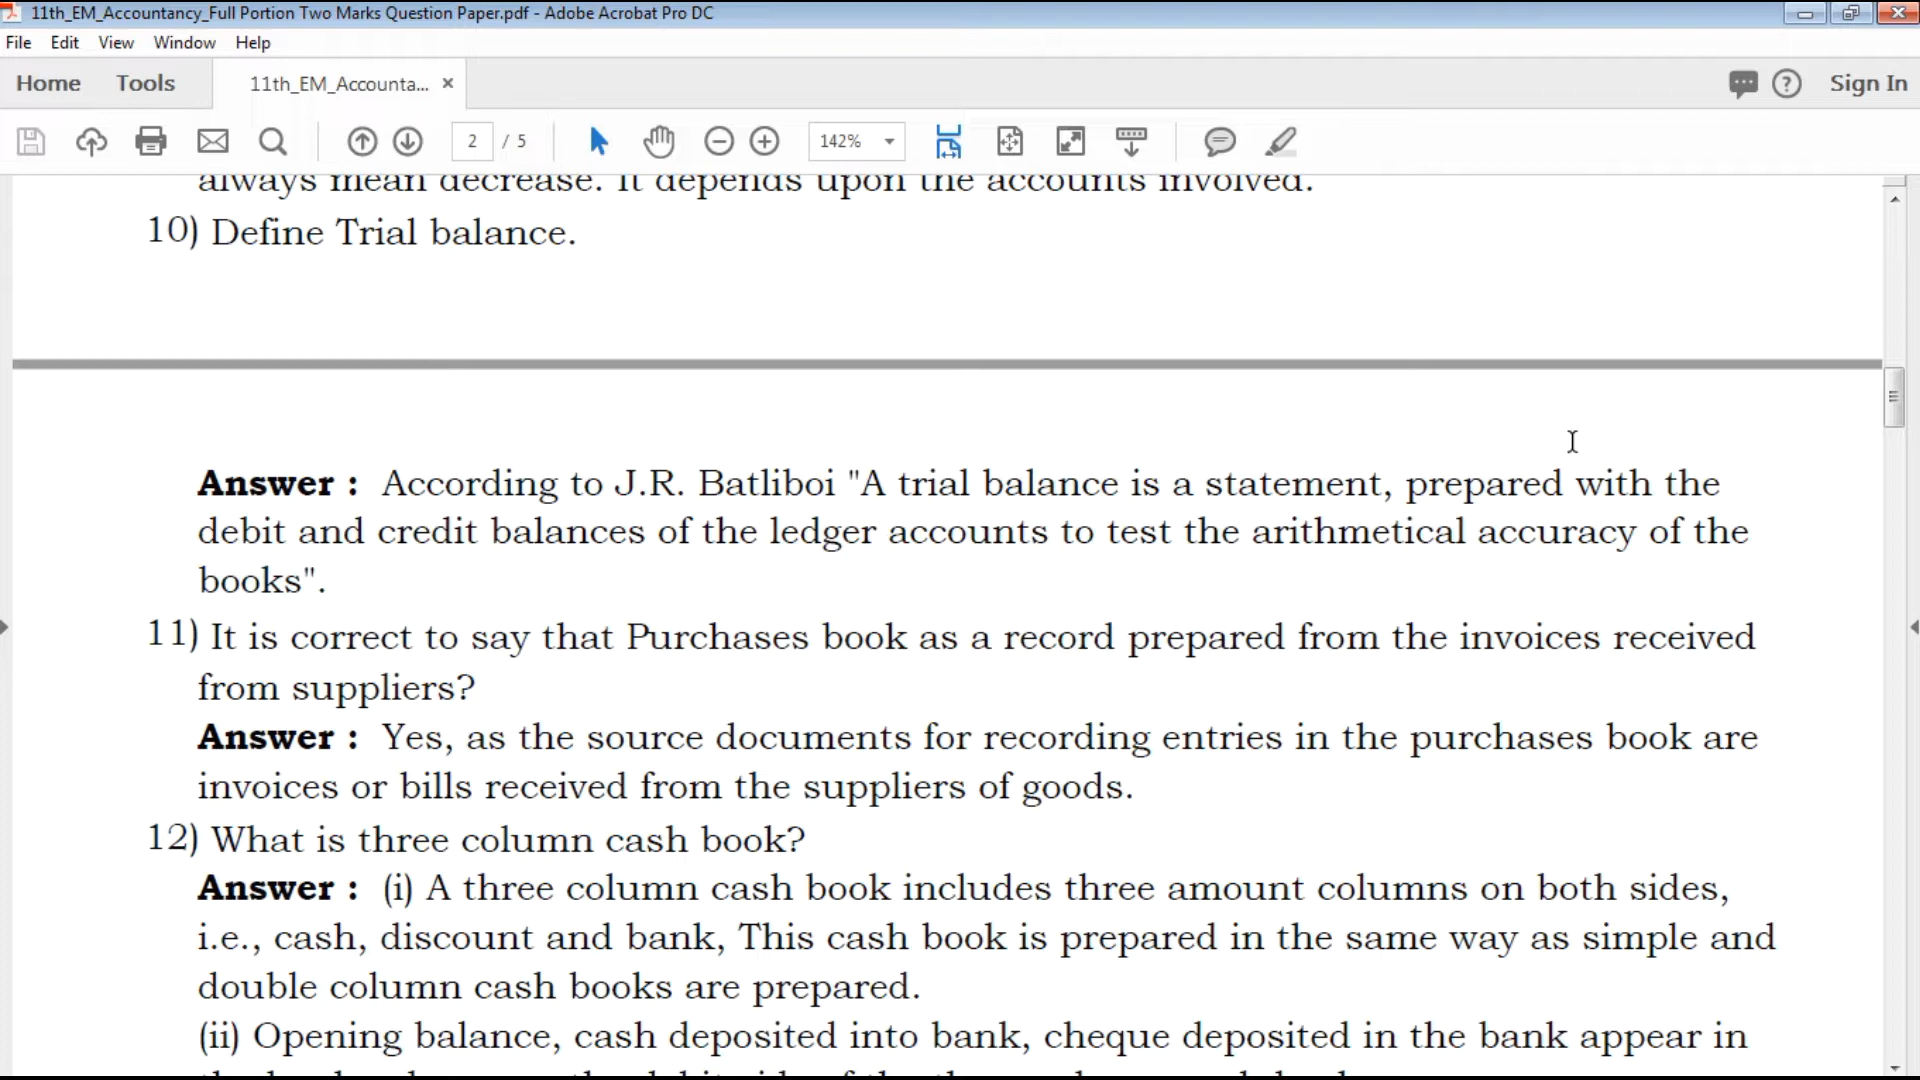 11th_EM_Accountancy_Full Portion Two Marks Question Paper.pdf - Adobe Acrobat Pro DC
File Edit View Window Help
Home Tools 11th_EM_Accounta... × Sign In
2 / 5 142%
always mean decrease. It depends upon the accounts involved.
10) Define Trial balance.
Answer : According to J.R. Batliboi "A trial balance is a statement, prepared with the
debit and credit balances of the ledger accounts to test the arithmetical accuracy of the
books".
11) It is correct to say that Purchases book as a record prepared from the invoices received
from suppliers?
Answer : Yes, as the source documents for recording entries in the purchases book are
invoices or bills received from the suppliers of goods.
12) What is three column cash book?
Answer : (i) A three column cash book includes three amount columns on both sides,
i.e., cash, discount and bank, This cash book is prepared in the same way as simple and
double column cash books are prepared.
(ii) Opening balance, cash deposited into bank, cheque deposited in the bank appear in